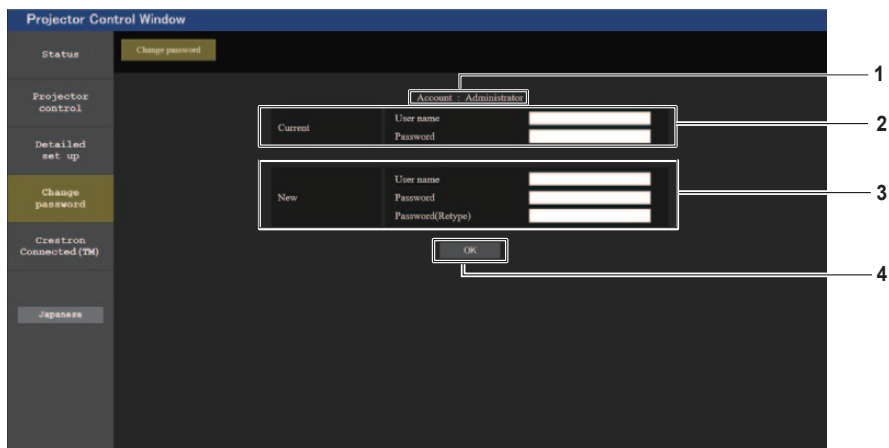 Projector Control Window
Status
Change password
Projector
control
Detailed
set up
Change
password
Crestron
Connected(TM)
Japanese
Account : Administrator
Current
User name
Password
New
User name
Password
Password(Retype)
OK
1
2
3
4